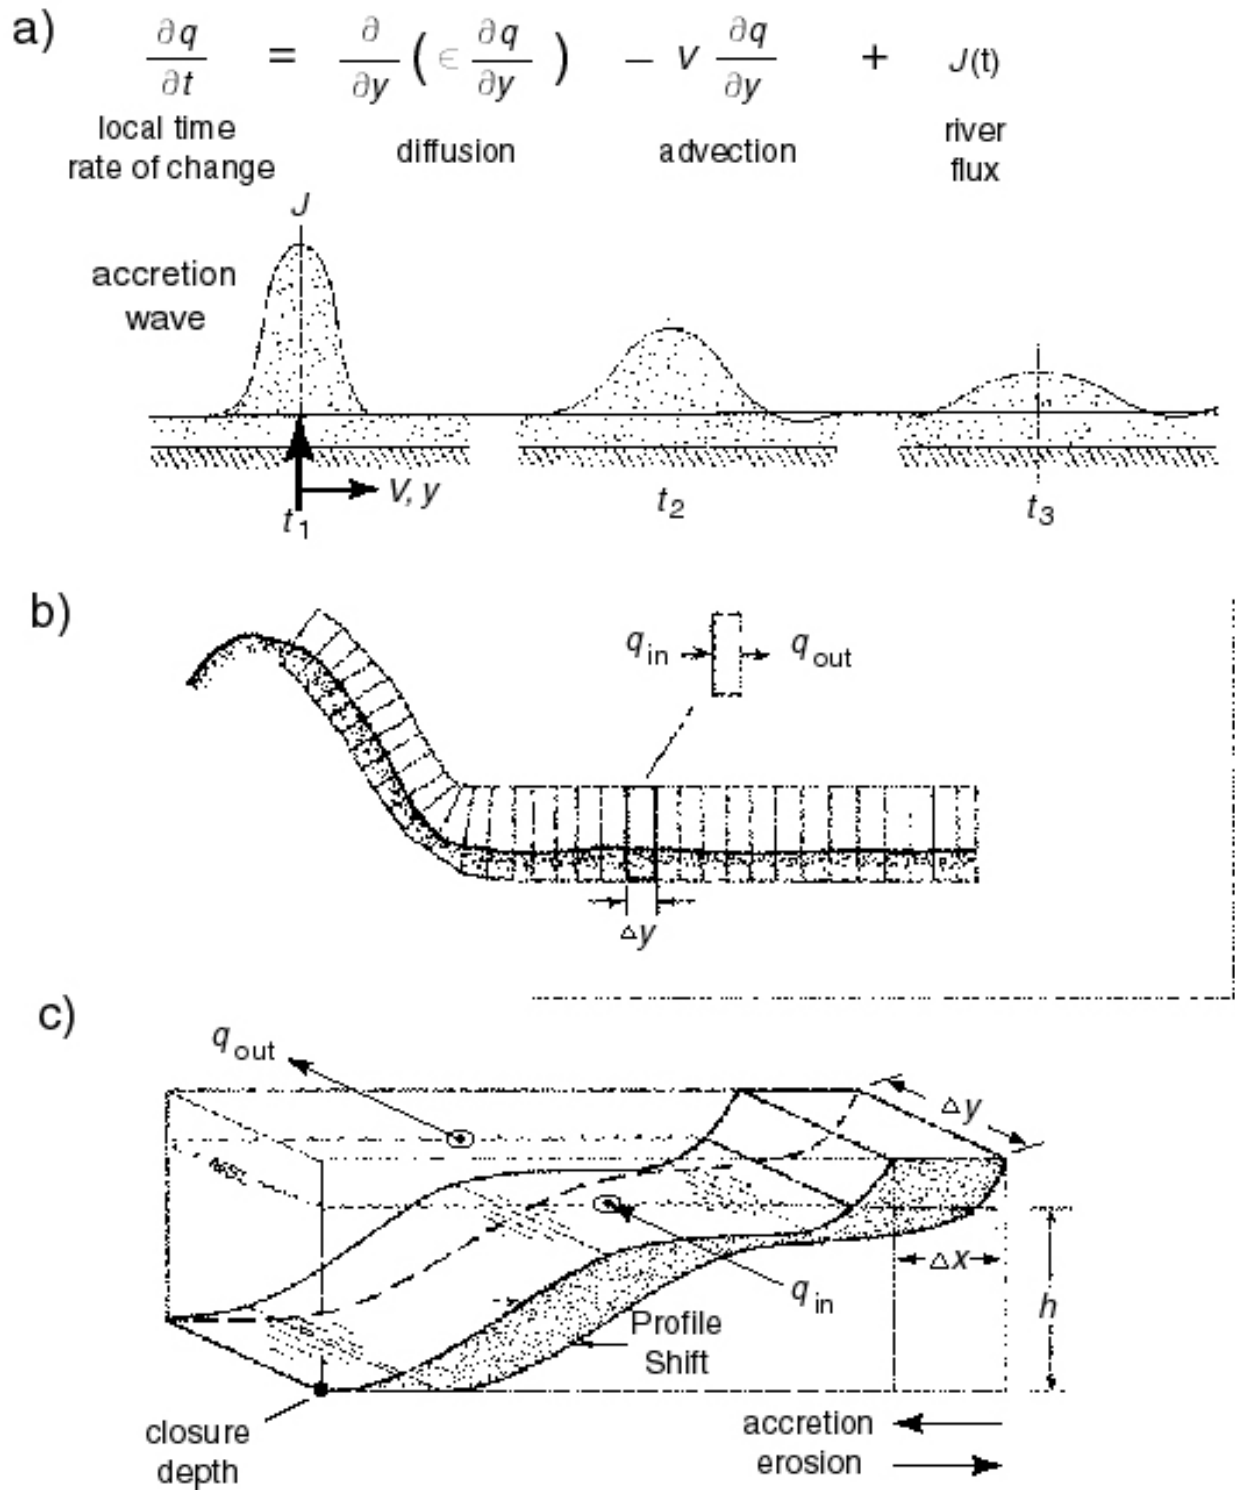 a)
∂q/∂t = ∂/∂y ( ∈ ∂q/∂y ) – V ∂q/∂y + J(t)
local time
rate of change
diffusion
advection
river
flux
J
accretion
wave
V, y
t1
t2
t3
b)
qin
qout
Δy
c)
qout
Δy
MSL
qin
Δx
h
Profile
Shift
closure
depth
accretion
erosion